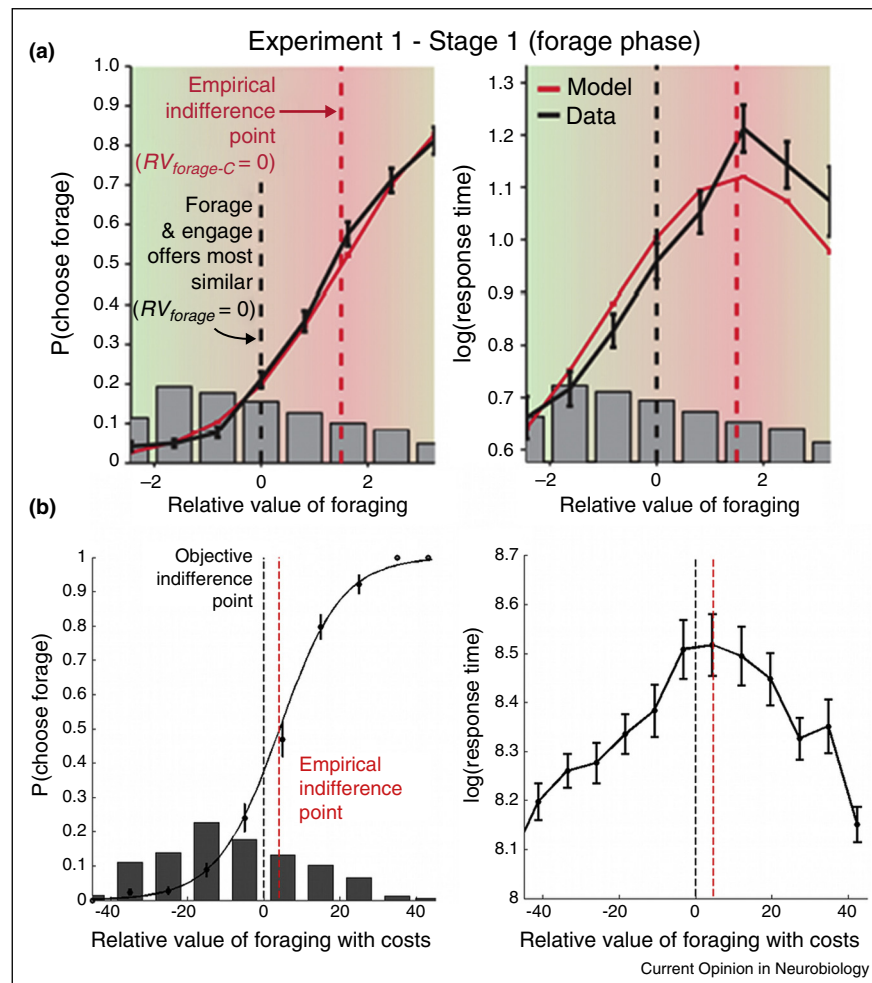 (a)
Experiment 1 - Stage 1 (forage phase)
P(choose forage)
1.0
0.9
0.8
0.7
0.6
0.5
0.4
0.3
0.2
0.1
0
Empirical
indifference
point
(RVforage-C = 0)
Forage
& engage
offers most
similar
(RVforage = 0)
−2
0
2
Relative value of foraging
log(response time)
1.3
1.2
1.1
1.0
0.9
0.8
0.7
0.6
Model
Data
−2
0
2
Relative value of foraging
(b)
P(choose forage)
1
0.9
0.8
0.7
0.6
0.5
0.4
0.3
0.2
0.1
0
Objective
indifference
point
Empirical
indifference
point
-40
-20
0
20
40
Relative value of foraging with costs
log(response time)
8.7
8.6
8.5
8.4
8.3
8.2
8.1
8
-40
-20
0
20
40
Relative value of foraging with costs
Current Opinion in Neurobiology